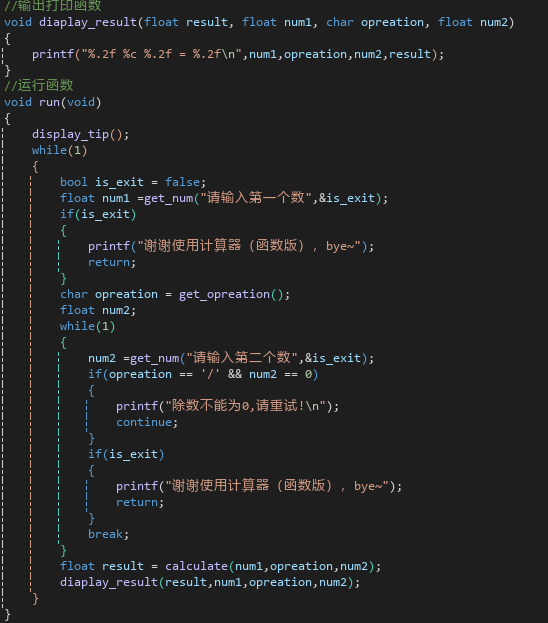 //输出打印函数
void diaplay_result(float result, float num1, char opreation, float num2)
{
    printf("%.2f %c %.2f = %.2f\n",num1,opreation,num2,result);
}
//运行函数
void run(void)
{
    display_tip();
    while(1)
    {
        bool is_exit = false;
        float num1 =get_num("请输入第一个数",&is_exit);
        if(is_exit)
        {
            printf("谢谢使用计算器（函数版）, bye~");
            return;
        }
        char opreation = get_opreation();
        float num2;
        while(1)
        {
            num2 =get_num("请输入第二个数",&is_exit);
            if(opreation == '/' && num2 == 0)
            {
                printf("除数不能为0,请重试!\n");
                continue;
            }
            if(is_exit)
            {
                printf("谢谢使用计算器（函数版）, bye~");
                return;
            }
            break;
        }
        float result = calculate(num1,opreation,num2);
        diaplay_result(result,num1,opreation,num2);
    }
}